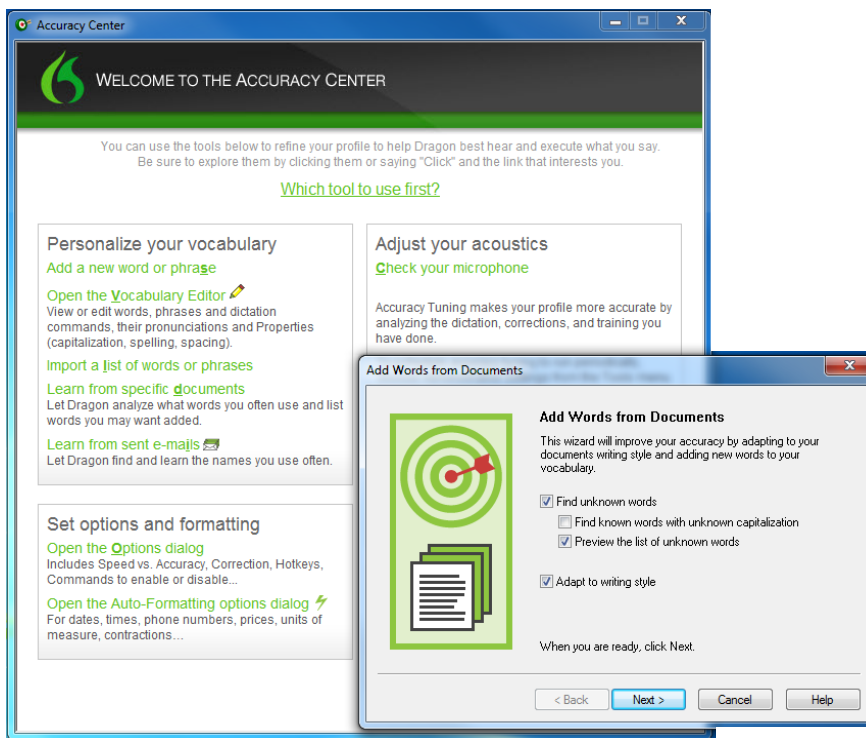 Accuracy Center
WELCOME TO THE ACCURACY CENTER
You can use the tools below to refine your profile to help Dragon best hear and execute what you say.
Be sure to explore them by clicking them or saying "Click" and the link that interests you.
Which tool to use first?
Personalize your vocabulary
Add a new word or phrase
Open the Vocabulary Editor
View or edit words, phrases and dictation
commands, their pronunciations and Properties
(capitalization, spelling, spacing).
Import a list of words or phrases
Learn from specific documents
Let Dragon analyze what words you often use and list
words you may want added.
Learn from sent e-mails
Let Dragon find and learn the names you use often.
Set options and formatting
Open the Options dialog
Includes Speed vs. Accuracy, Correction, Hotkeys,
Commands to enable or disable...
Open the Auto-Formatting options dialog
For dates, times, phone numbers, prices, units of
measure, contractions...
Adjust your acoustics
Check your microphone
Accuracy Tuning makes your profile more accurate by
analyzing the dictation, corrections, and training you
have done.
Add Words from Documents
Add Words from Documents
This wizard will improve your accuracy by adapting to your
documents writing style and adding new words to your
vocabulary.
Find unknown words
Find known words with unknown capitalization
Preview the list of unknown words
Adapt to writing style
When you are ready, click Next.
< Back
Next >
Cancel
Help